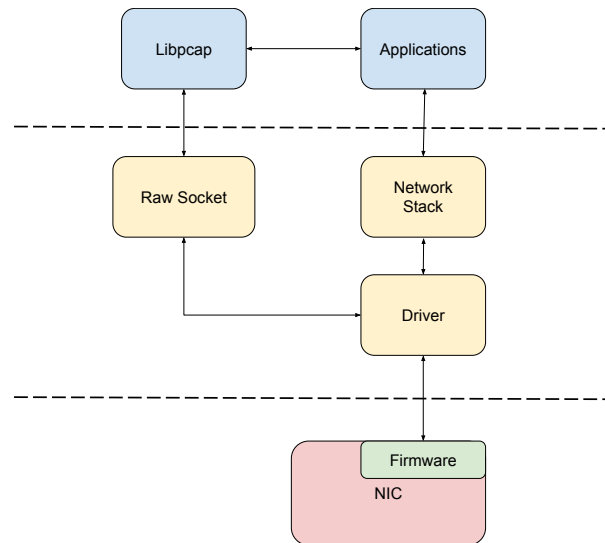 Libpcap
Applications
Raw Socket
Network
Stack
Driver
Firmware
NIC